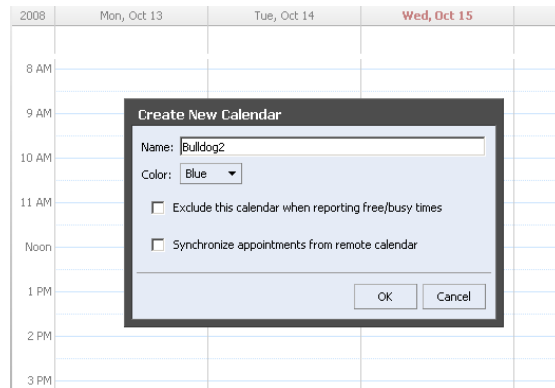 2008 Mon, Oct 13 Tue, Oct 14 Wed, Oct 15
8 AM
9 AM
Create New Calendar
Name: Bulldog2
10 AM
Color: Blue
11 AM
Exclude this calendar when reporting free/busy times
Noon
Synchronize appointments from remote calendar
1 PM
OK Cancel
2 PM
3 PM